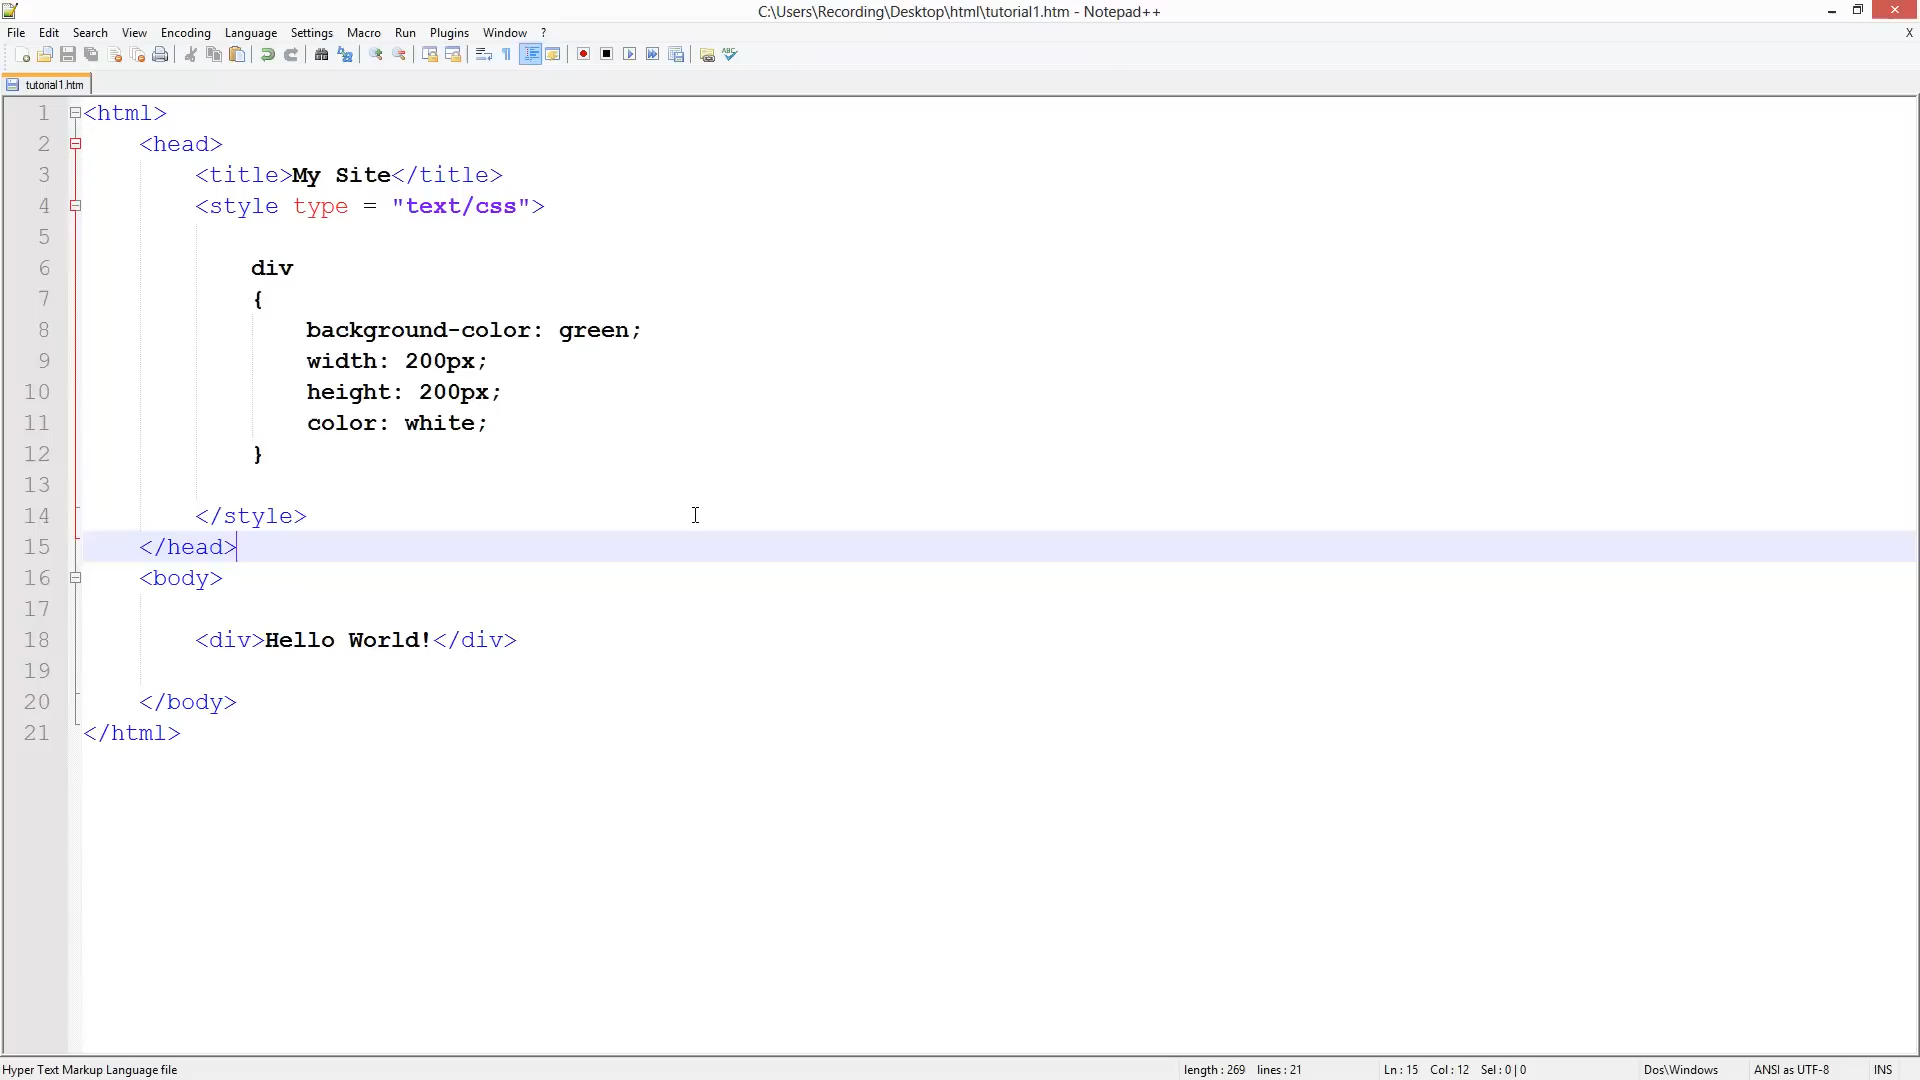 C:\Users\Recording\Desktop\html\tutorial1.htm - Notepad++
File Edit Search View Encoding Language Settings Macro Run Plugins Window ? X
tutorial1.htm
1 <html>
2 <head>
3 <title>My Site</title>
4 <style type = "text/css">
5
6 div
7 {
8 background-color: green;
9 width: 200px;
10 height: 200px;
11 color: white;
12 }
13
14 </style>
15 </head>
16 <body>
17
18 <div>Hello World!</div>
19
20 </body>
21 </html>
Hyper Text Markup Language file length : 269 lines : 21 Ln : 15 Col : 12 Sel : 0 | 0 Dos\Windows ANSI as UTF-8 INS